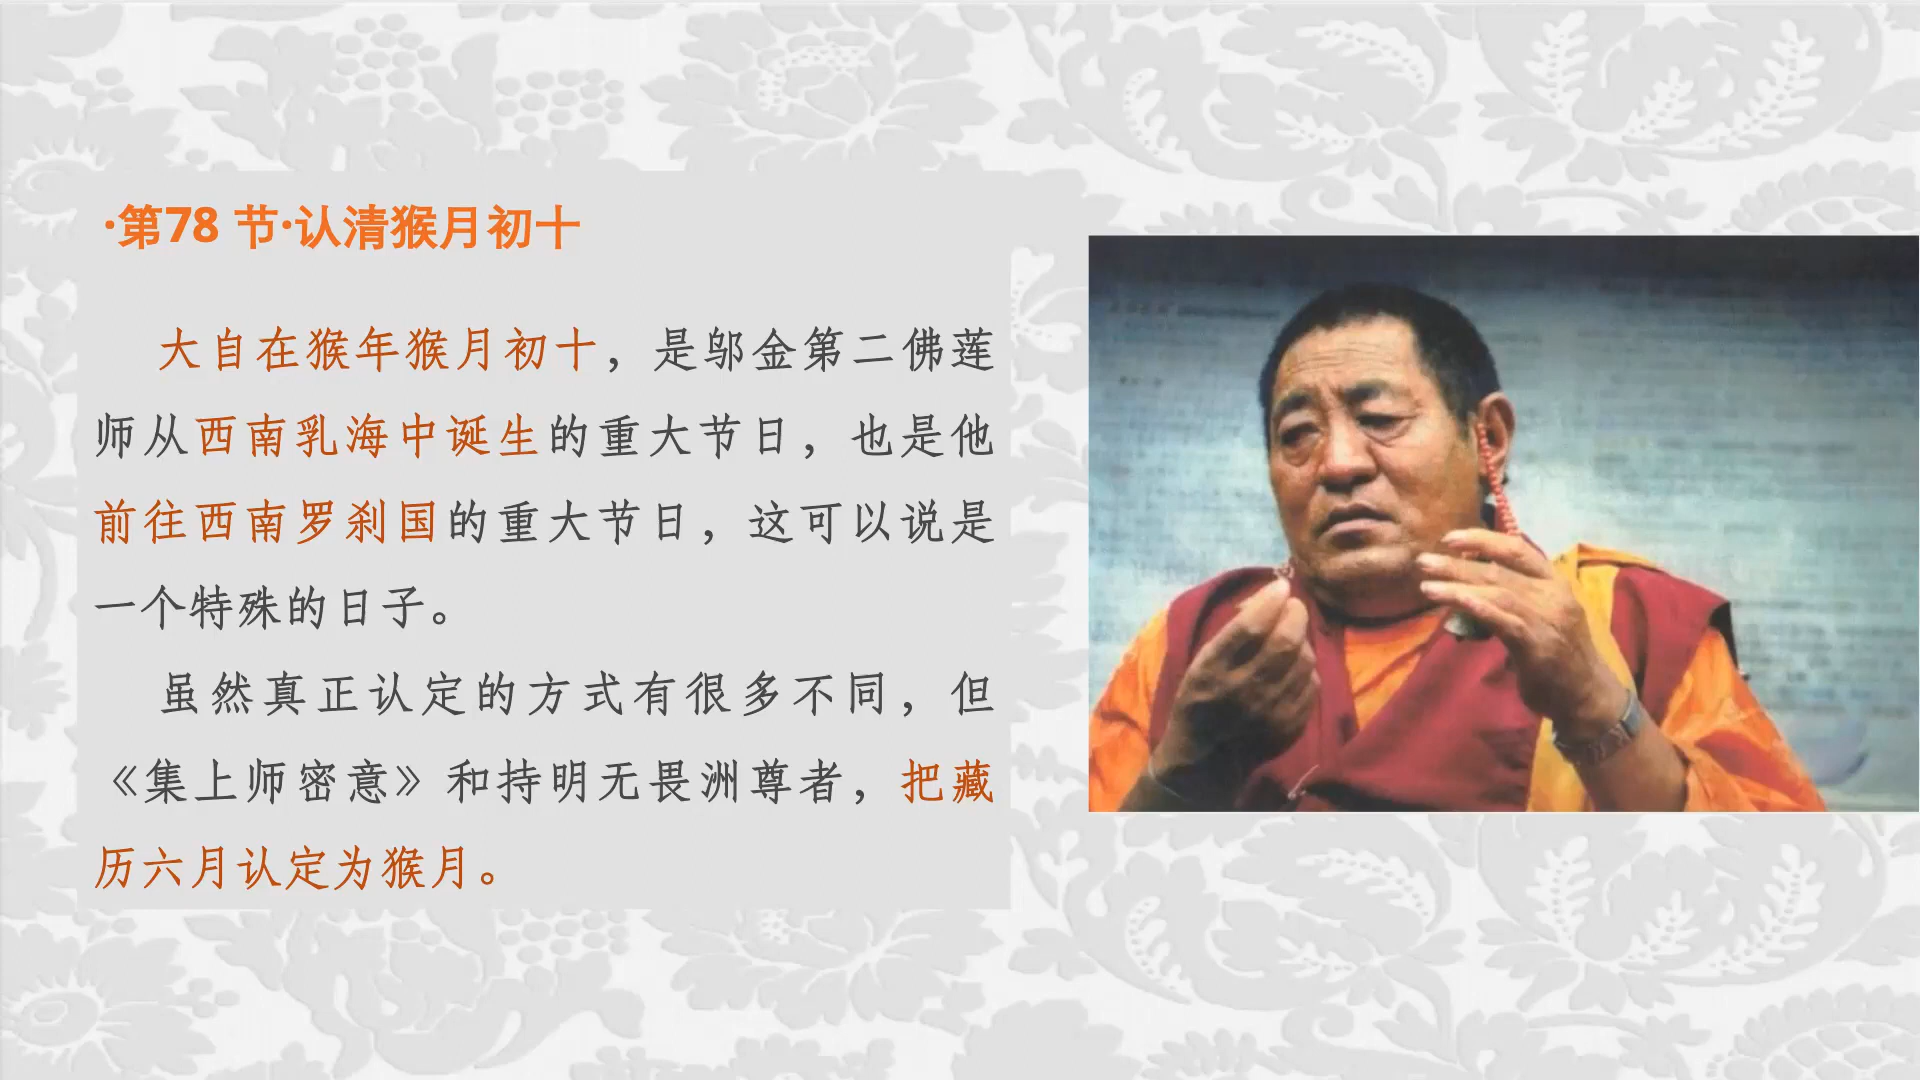 ·第78 节·认清猴月初十
大自在猴年猴月初十，是邬金第二佛莲
师从西南乳海中诞生的重大节日，也是他
前往西南罗刹国的重大节日，这可以说是
一个特殊的日子。
虽然真正认定的方式有很多不同，但
《集上师密意》和持明无畏洲尊者，把藏
历六月认定为猴月。